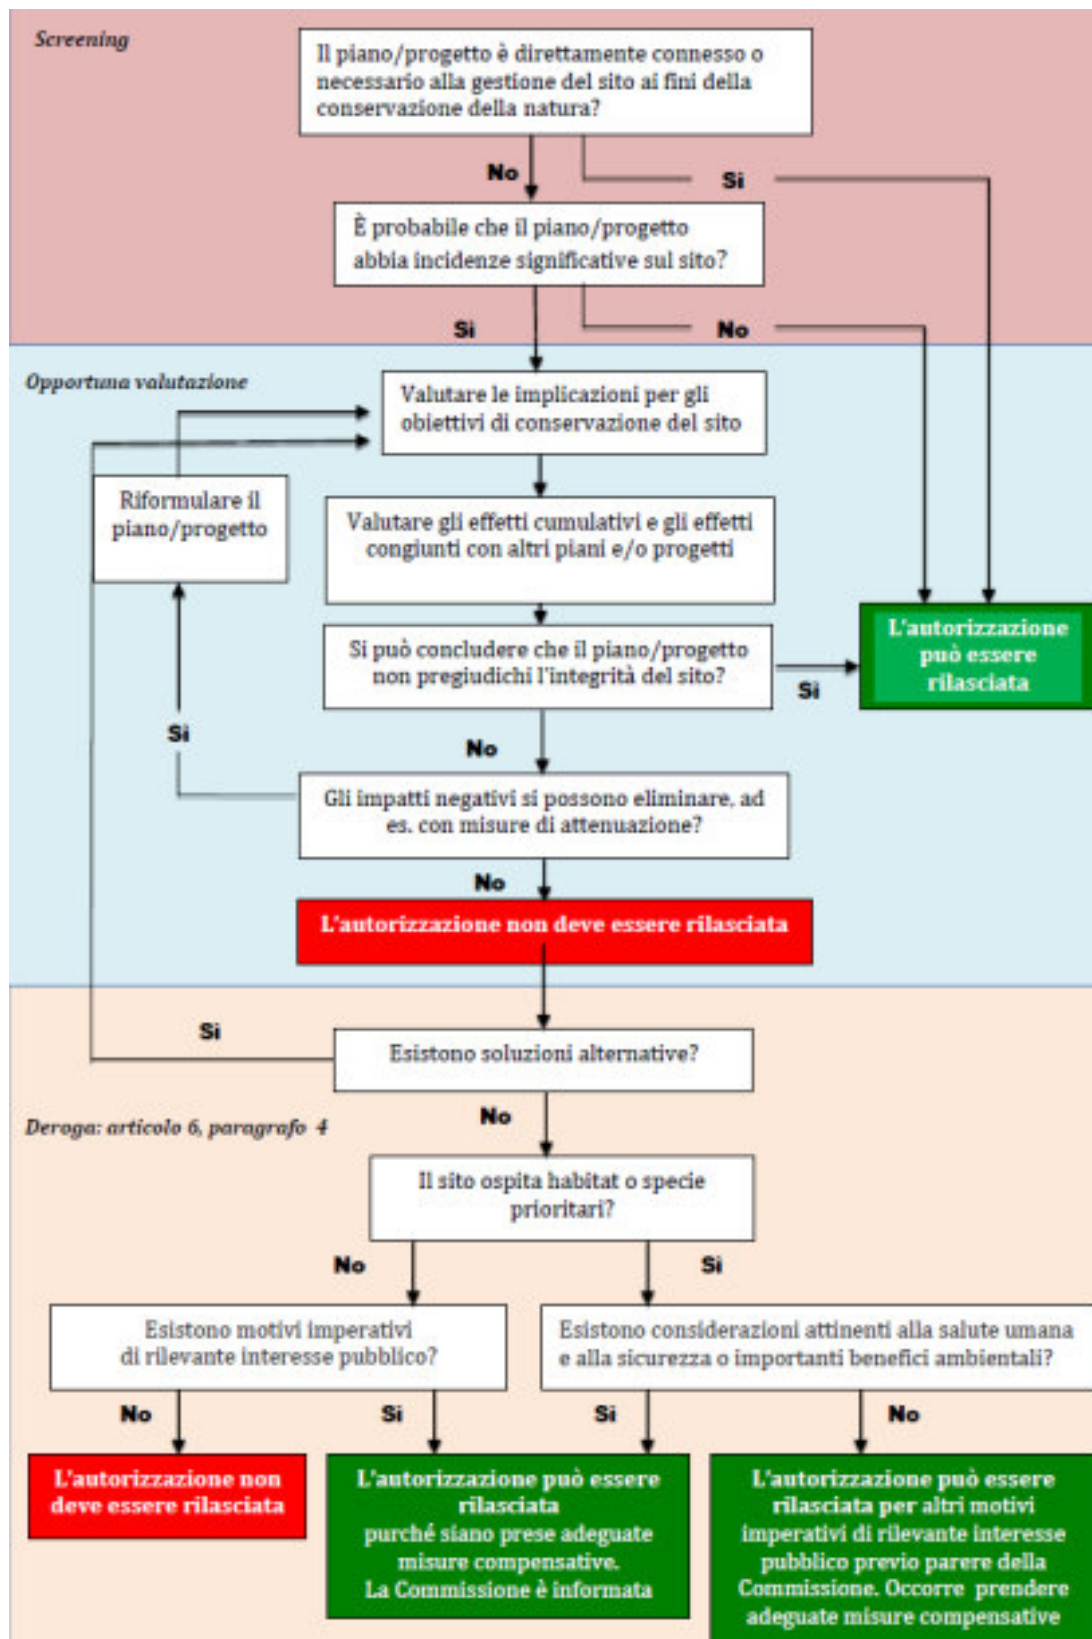 Screening
Il piano/progetto è direttamente connesso o
necessario alla gestione del sito ai fini della
conservazione della natura?
No
Sì
È probabile che il piano/progetto
abbia incidenze significative sul sito?
Sì
No
Opportuna valutazione
Valutare le implicazioni per gli
obiettivi di conservazione del sito
Riformulare il
piano/progetto
Valutare gli effetti cumulativi e gli effetti
congiunti con altri piani e/o progetti
L'autorizzazione
può essere
rilasciata
Si può concludere che il piano/progetto
non pregiudichi l'integrità del sito?
Sì
Sì
No
Gli impatti negativi si possono eliminare, ad
es. con misure di attenuazione?
No
L'autorizzazione non deve essere rilasciata
Sì
Esistono soluzioni alternative?
No
Deroga: articolo 6, paragrafo 4
Il sito ospita habitat o specie
prioritari?
No
Sì
Esistono motivi imperativi
di rilevante interesse pubblico?
Esistono considerazioni attinenti alla salute umana
e alla sicurezza o importanti benefici ambientali?
No
Sì
Sì
No
L'autorizzazione non
deve essere rilasciata
L'autorizzazione può essere
rilasciata
purché siano prese adeguate
misure compensative.
La Commissione è informata
L'autorizzazione può essere
rilasciata per altri motivi
imperativi di rilevante interesse
pubblico previo parere della
Commissione. Occorre prendere
adeguate misure compensative